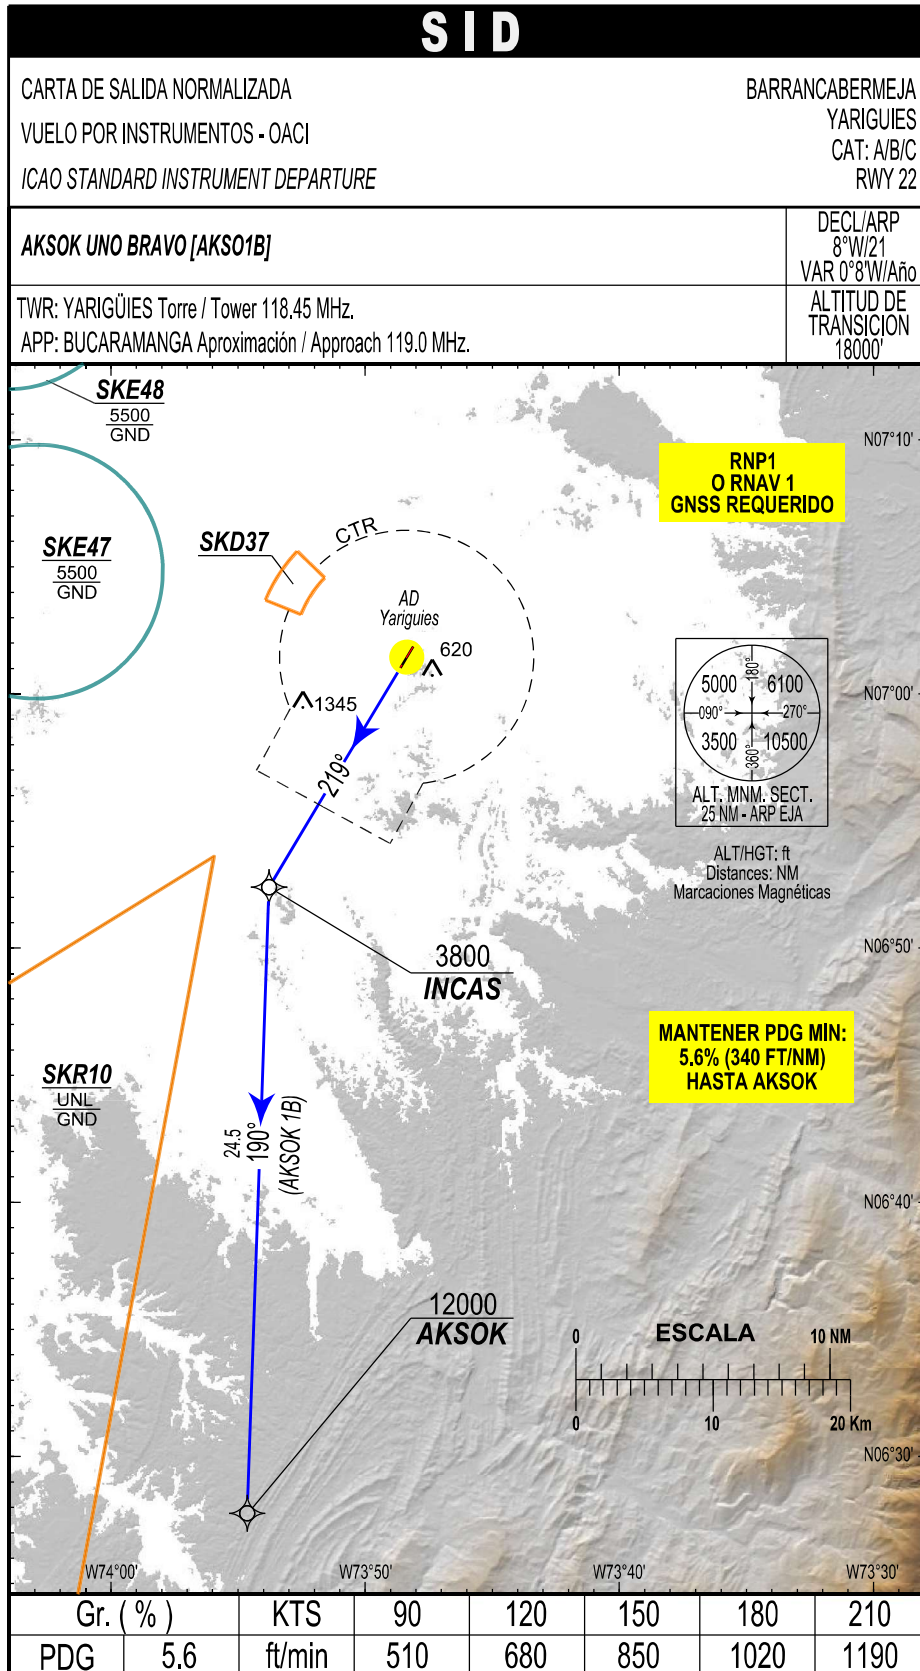 SID
CARTA DE SALIDA NORMALIZADA
VUELO POR INSTRUMENTOS - OACI
ICAO STANDARD INSTRUMENT DEPARTURE
BARRANCABERMEJA
YARIGUIES
CAT: A/B/C
RWY 22
AKSOK UNO BRAVO [AKSO1B]
DECL/ARP
8°W/21
VAR 0°8'W/Año
TWR: YARIGÜIES Torre / Tower 118.45 MHz.
APP: BUCARAMANGA Aproximación / Approach 119.0 MHz.
ALTITUD DE
TRANSICION
18000'
SKE48
5500
GND
N07°10'
RNP1
O RNAV 1
GNSS REQUERIDO
SKE47
5500
GND
SKD37
CTR
AD
Yariguies
620
1345
219°
N07°00'
5000
180°
6100
090°
270°
3500
360°
10500
ALT. MNM. SECT.
25 NM - ARP EJA
ALT/HGT: ft
Distances: NM
Marcaciones Magnéticas
3800
INCAS
N06°50'
MANTENER PDG MIN:
5.6% (340 FT/NM)
HASTA AKSOK
SKR10
UNL
GND
24.5
190°
(AKSOK 1B)
N06°40'
12000
AKSOK
ESCALA
0
10 NM
0
10
20 Km
N06°30'
W74°00'
W73°50'
W73°40'
W73°30'
Gr. ( % ) KTS 90 120 150 180 210
PDG 5.6 ft/min 510 680 850 1020 1190